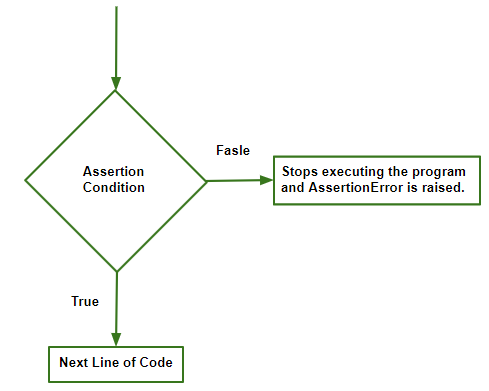 Assertion
Condition
Fasle
Stops executing the program
and AssertionError is raised.
True
Next Line of Code